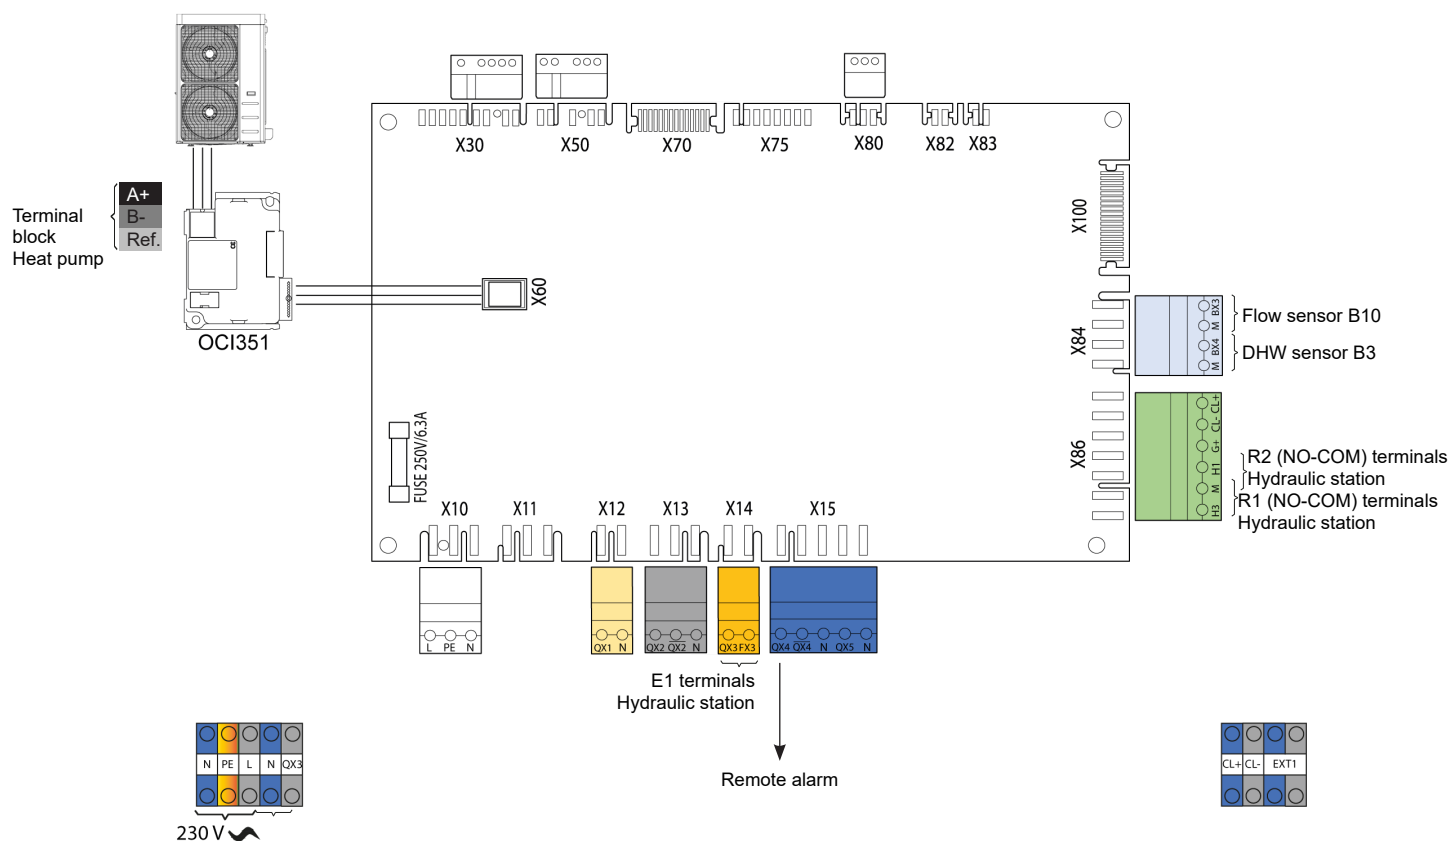 X30
X50
X70
X75
X80
X82
X83
A+
B-
Ref.
Terminal
block
Heat pump
OCI351
X60
X100
X84
BX3
M
BX4
M
Flow sensor B10
DHW sensor B3
X86
CL+
CL-
G+
H1
M
H3
R2 (NO-COM) terminals
Hydraulic station
R1 (NO-COM) terminals
Hydraulic station
FUSE 250V/6.3A
X10
X11
X12
X13
X14
X15
L PE N
QX1 N
QX2 QX2 N
QX3 FX3
QX4 QX4 N QX5 N
E1 terminals
Hydraulic station
Remote alarm
N PE L N QX3
230 V
CL+ CL- EXT1